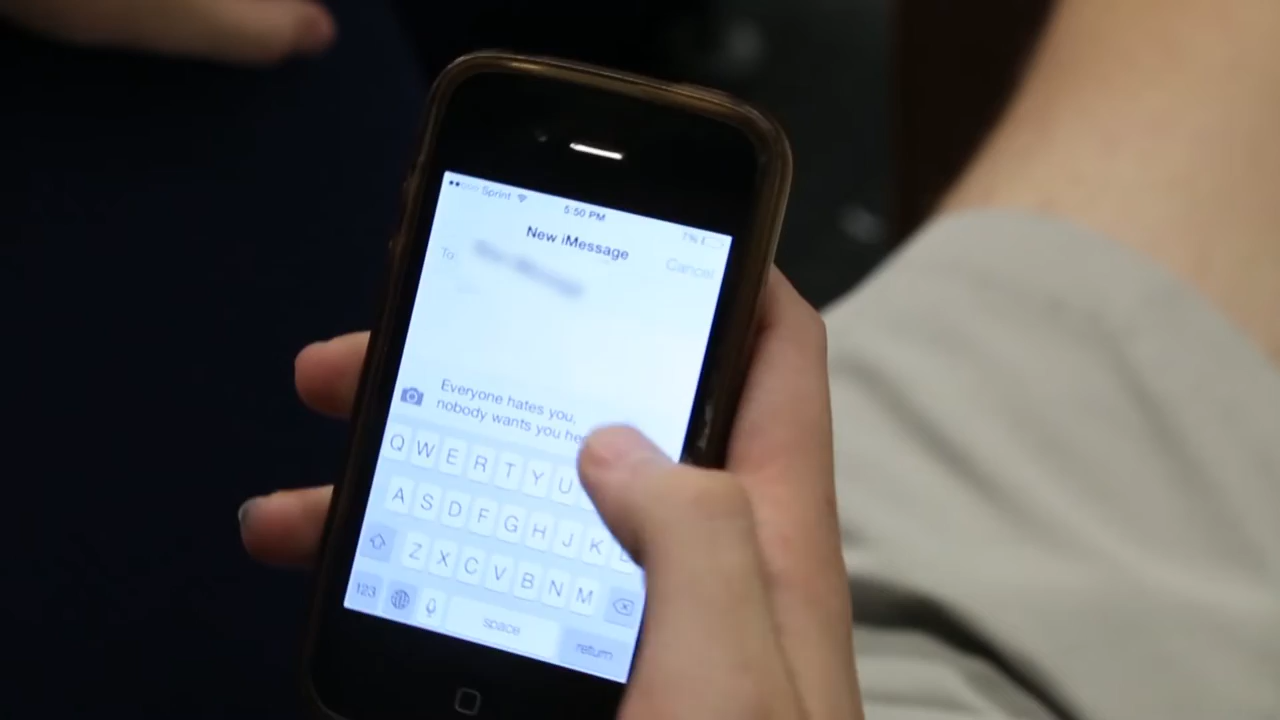 Sprint
5:50 PM
New iMessage
To
Cancel
Everyone hates you,
nobody wants you
Q W E R T Y U
A S D F G H J K
Z X C V B N M
123
space
return